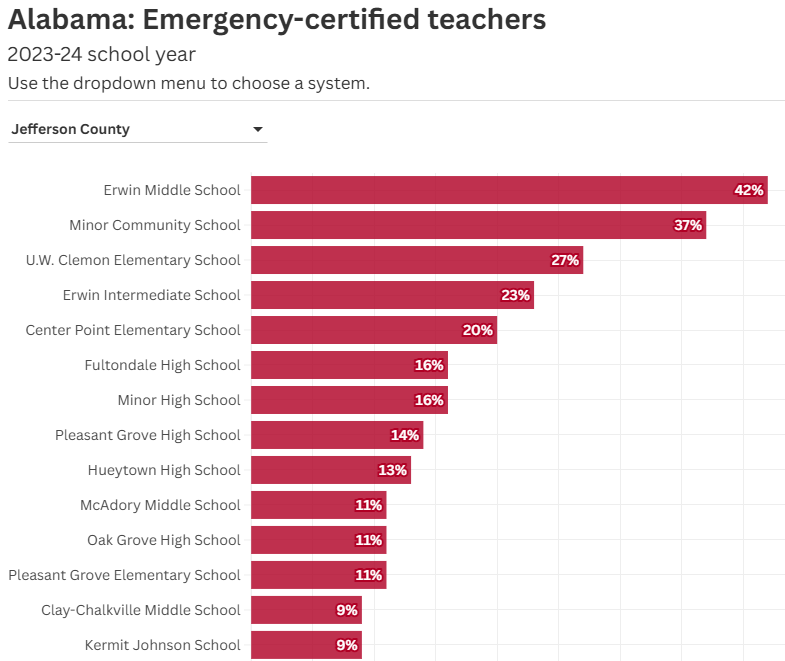 Alabama: Emergency-certified teachers
2023-24 school year
Use the dropdown menu to choose a system.
Jefferson County
Erwin Middle School 42%
Minor Community School 37%
U.W. Clemon Elementary School 27%
Erwin Intermediate School 23%
Center Point Elementary School 20%
Fultondale High School 16%
Minor High School 16%
Pleasant Grove High School 14%
Hueytown High School 13%
McAdory Middle School 11%
Oak Grove High School 11%
Pleasant Grove Elementary School 11%
Clay-Chalkville Middle School 9%
Kermit Johnson School 9%